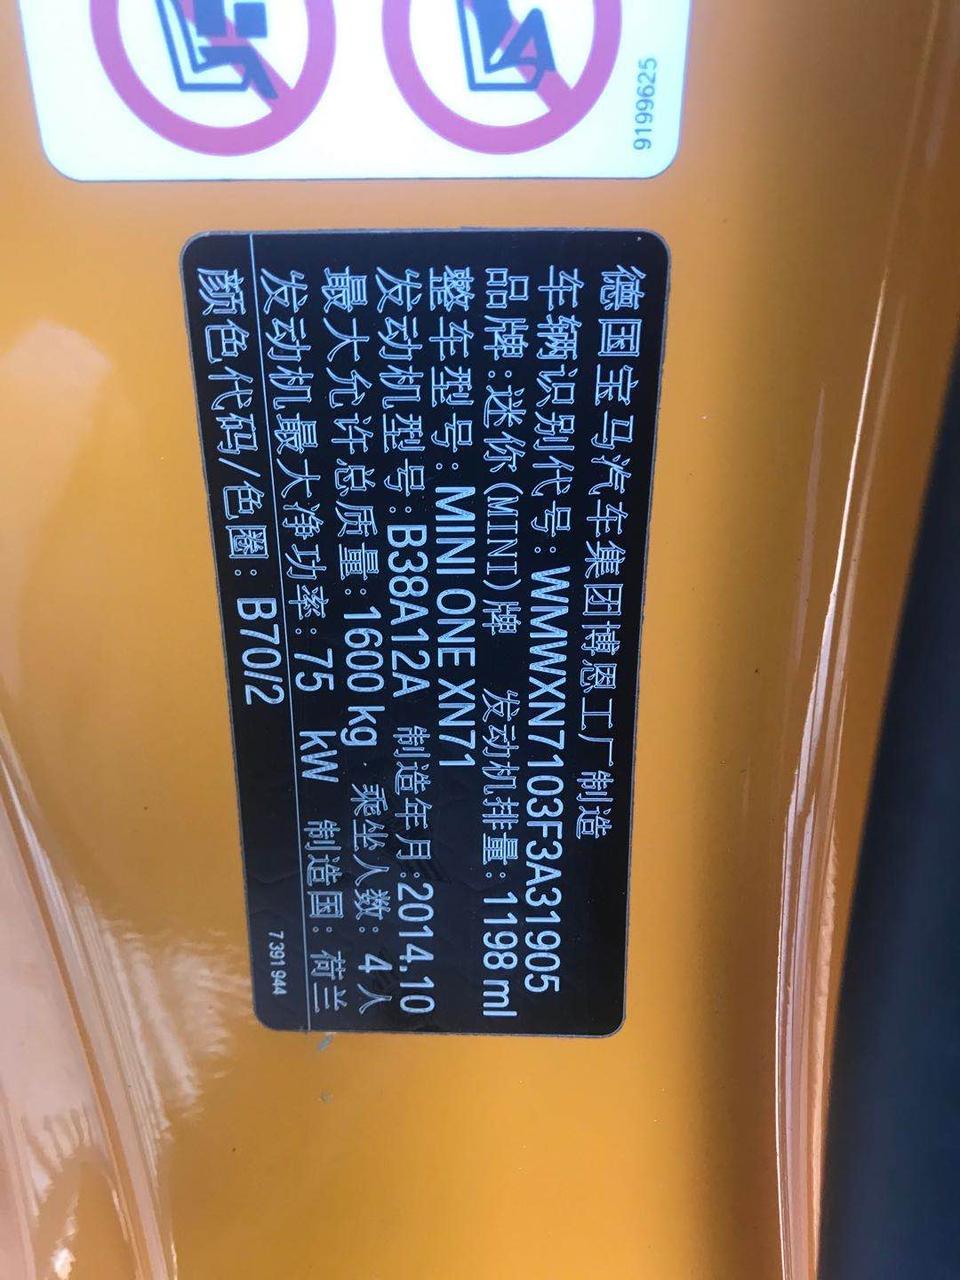 9199625
德国宝马汽车集团博恩工厂制造
车辆识别代号:WMWXN7103F3A31905
品牌:迷你(MINI)牌 发动机排量:1198 ml
整车型号:MINI ONE XN71
发动机型号:B38A12A 制造年月:2014.10
最大允许总质量:1600 kg 乘坐人数:4人
发动机最大净功率:75 kW 制造国:荷兰
颜色代码/色圈:B70/2
7 391 944